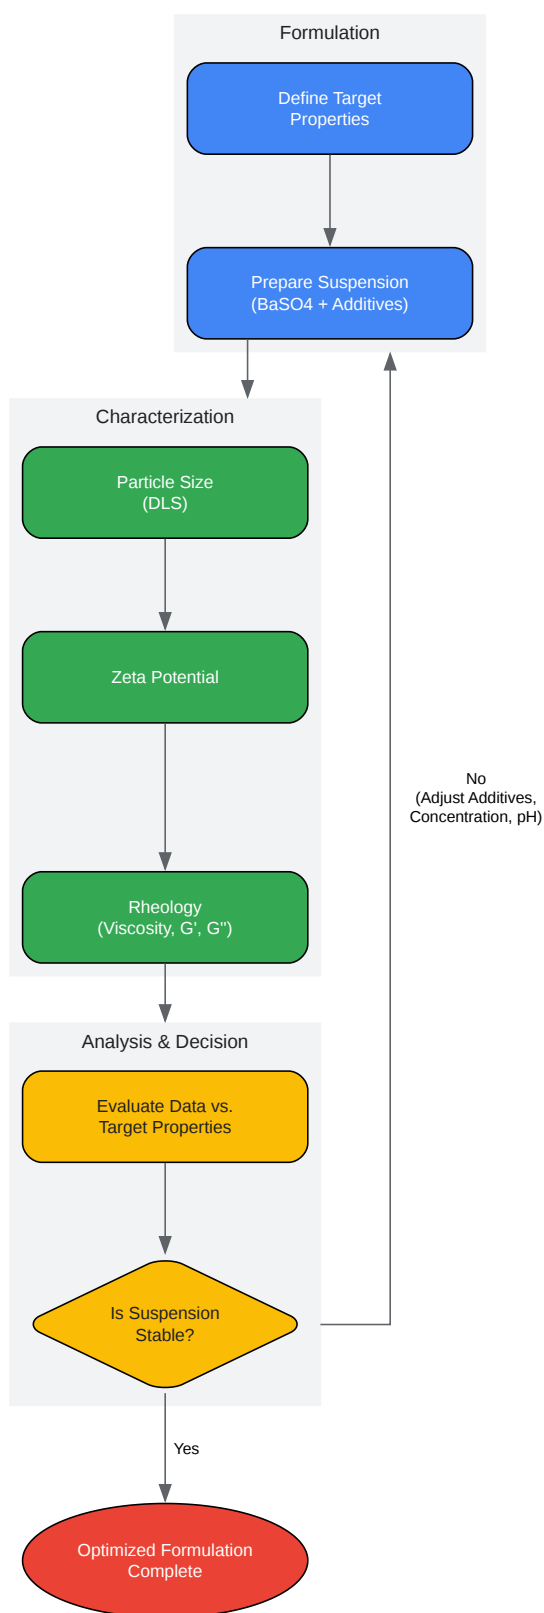 Formulation
Define Target
Properties
Prepare Suspension
(BaSO4 + Additives)
Characterization
Particle Size
(DLS)
Zeta Potential
No
(Adjust Additives,
Concentration, pH)
Rheology
(Viscosity, G', G'')
Analysis & Decision
Evaluate Data vs.
Target Properties
Is Suspension
Stable?
Yes
Optimized Formulation
Complete